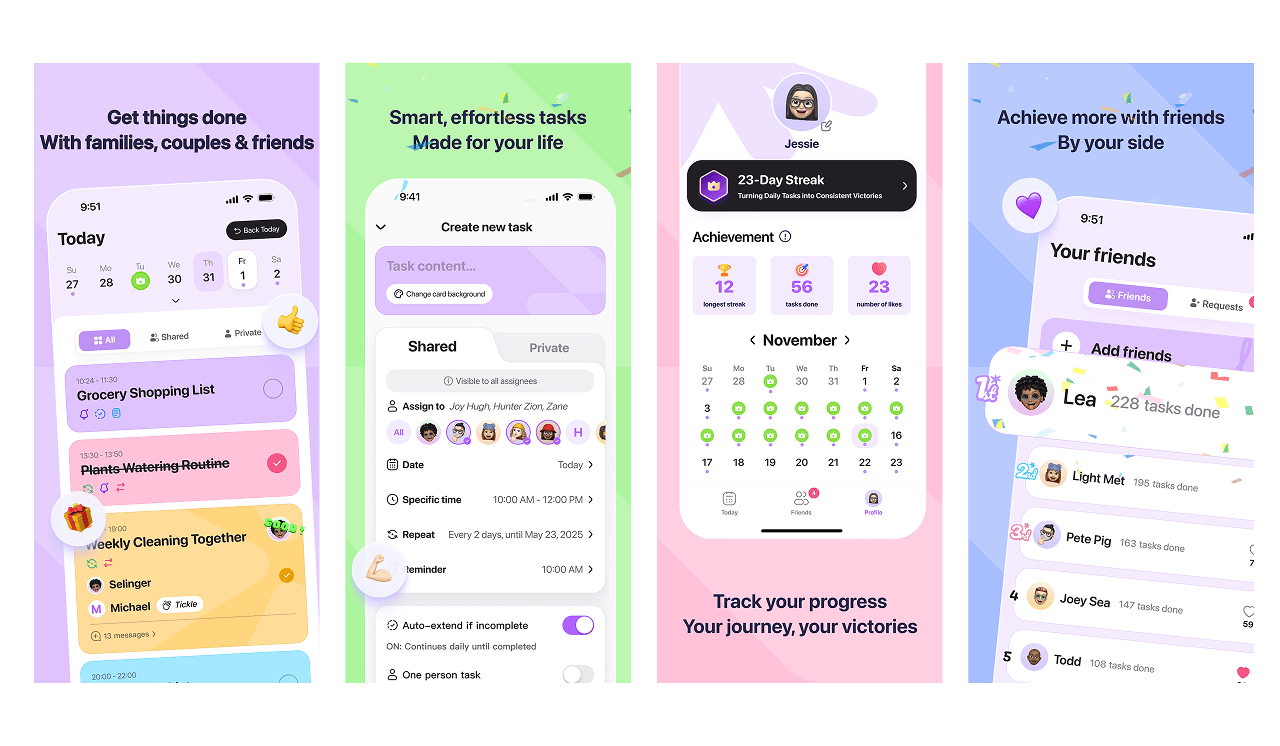 Get things done
With families, couples & friends
9:51
Today
Back Today
Su Mo Tu We Th Fr Sa
27 28 30 31 1 2
All Shared Private
10:24 - 11:30
Grocery Shopping List
13:30 - 13:50
Plants Watering Routine
- 19:00
Weekly Cleaning Together
GOOD!
Selinger
M Michael Tickle
13 messages >
20:00 - 22:00
Smart, effortless tasks
Made for your life
9:41
Create new task
Task content...
Change card background
Shared Private
Visible to all assignees
Assign to Joy Hugh, Hunter Zion, Zane
All H
Date Today >
Specific time 10:00 AM - 12:00 PM >
Repeat Every 2 days, until May 23, 2025 >
Reminder 10:00 AM >
Auto-extend if incomplete
ON: Continues daily until completed
One person task
Jessie
23-Day Streak
Turning Daily Tasks into Consistent Victories
Achievement
12 56 23
longest streak tasks done number of likes
< November >
Su Mo Tu We Th Fr Sa
27 28 30 31 1 2
3
16
17 18 19 20 21 22 23
4
Today Friends Profile
Track your progress
Your journey, your victories
Achieve more with friends
By your side
9:51
Your friends
Friends Requests
+ Add friends
1st Lea 228 tasks done
2nd Light Met 195 tasks done
3rd Pete Pig 163 tasks done
7
4 Joey Sea 147 tasks done
59
5 Todd 108 tasks done